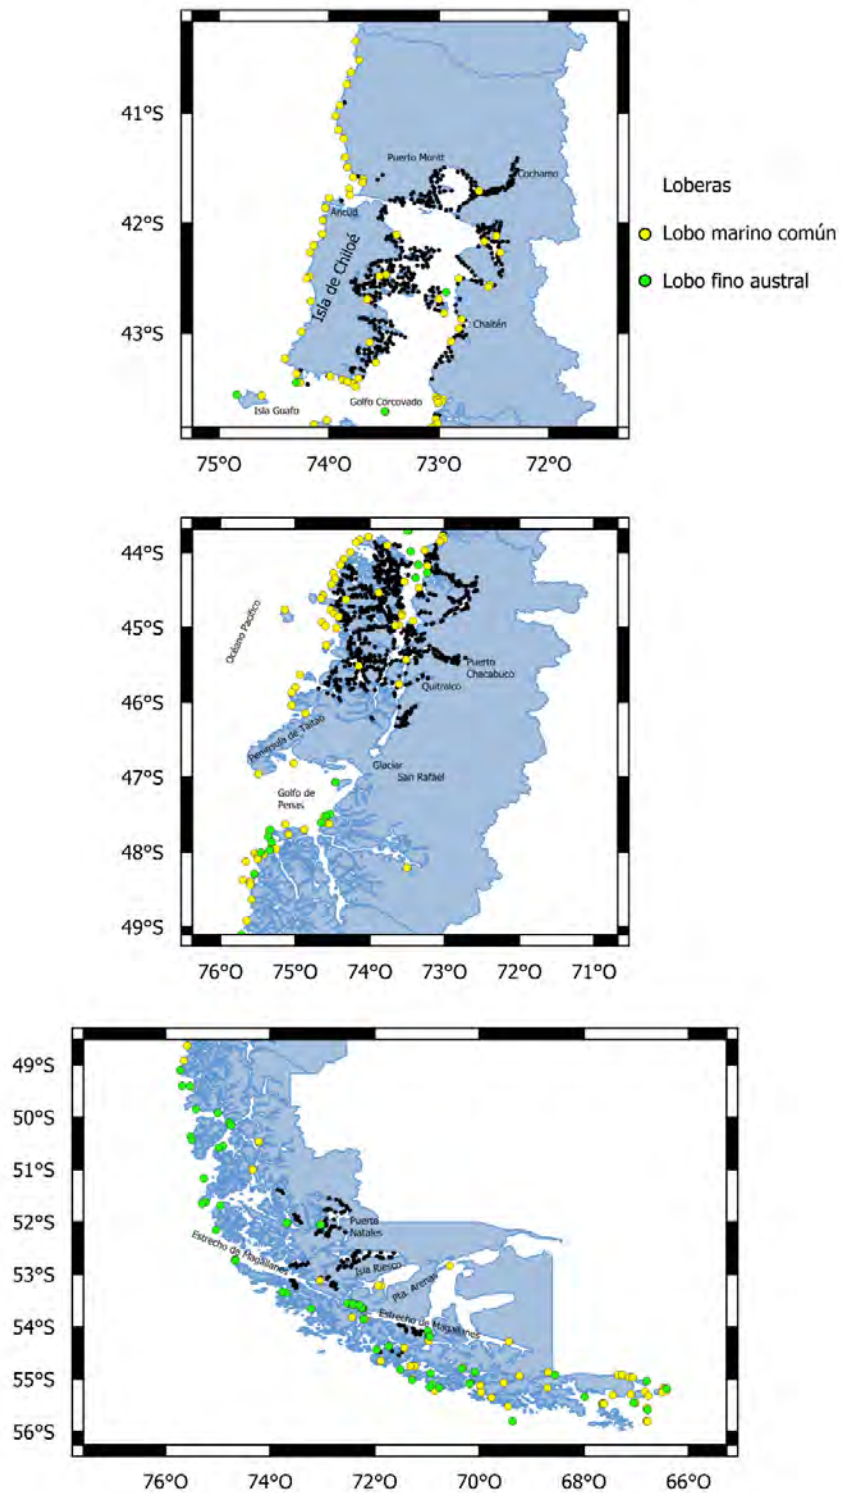 41°S
42°S
43°S
Puerto Montt
Cochamo
Ancud
Isla de Chiloé
Chaitén
Isla Guafo
Golfo Corcovado
75°O
74°O
73°O
72°O
Loberas
Lobo marino común
Lobo fino austral
44°S
45°S
46°S
47°S
48°S
49°S
Océano Pacífico
Puerto
Chacabuco
Quitralco
Península de Taitao
Glaciar
San Rafael
Golfo de
Penas
76°O
75°O
74°O
73°O
72°O
71°O
49°S
50°S
51°S
52°S
53°S
54°S
55°S
56°S
Puerto
Natales
Estrecho de Magallanes
Isla Riesco
Pta. Arenas
Estrecho de Magallanes
76°O
74°O
72°O
70°O
68°O
66°O